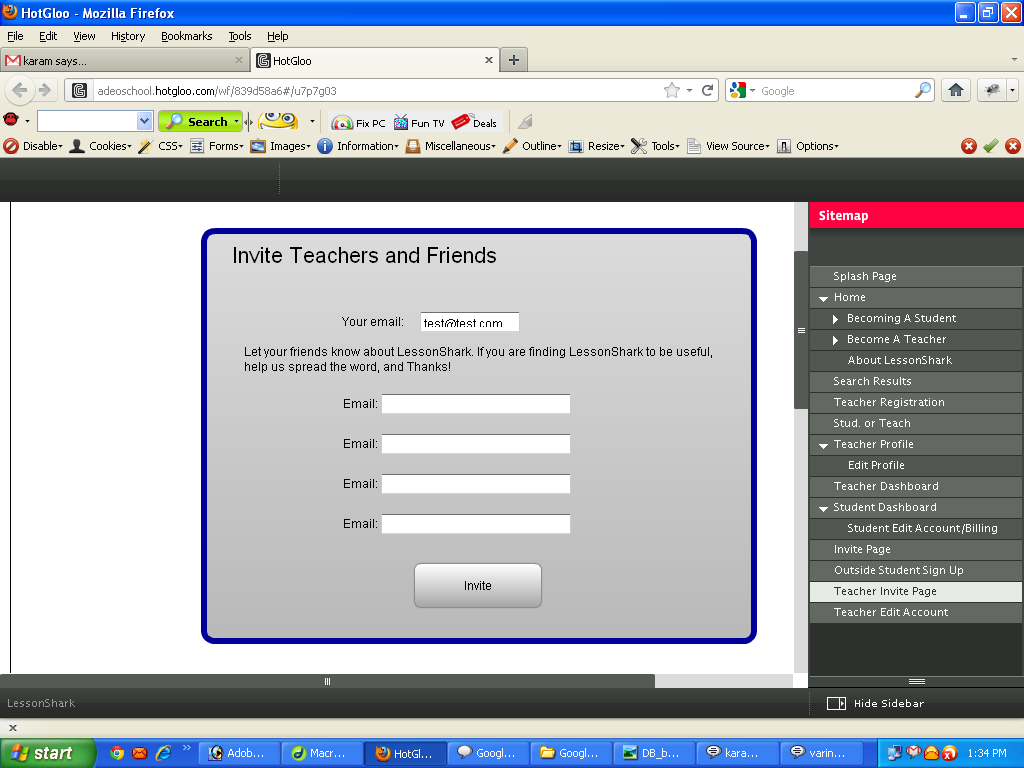 HotGloo - Mozilla Firefox
File Edit View History Bookmarks Tools Help
karam says...
HotGloo
adeoschool.hotgloo.com/wf/839d58a6#/u7p7g03
Google
Search
Fix PC
Fun TV
Deals
Disable
Cookies
CSS
Forms
Images
Information
Miscellaneous
Outline
Resize
Tools
View Source
Options
Sitemap
Invite Teachers and Friends
Your email: test@test.com
Let your friends know about LessonShark. If you are finding LessonShark to be useful,
help us spread the word, and Thanks!
Email:
Email:
Email:
Email:
Invite
Splash Page
Home
Becoming A Student
Become A Teacher
About LessonShark
Search Results
Teacher Registration
Stud. or Teach
Teacher Profile
Edit Profile
Teacher Dashboard
Student Dashboard
Student Edit Account/Billing
Invite Page
Outside Student Sign Up
Teacher Invite Page
Teacher Edit Account
LessonShark
Hide Sidebar
start
Adob...
Macr...
HotGl...
Googl...
Googl...
DB_b...
kara...
varin...
1:34 PM